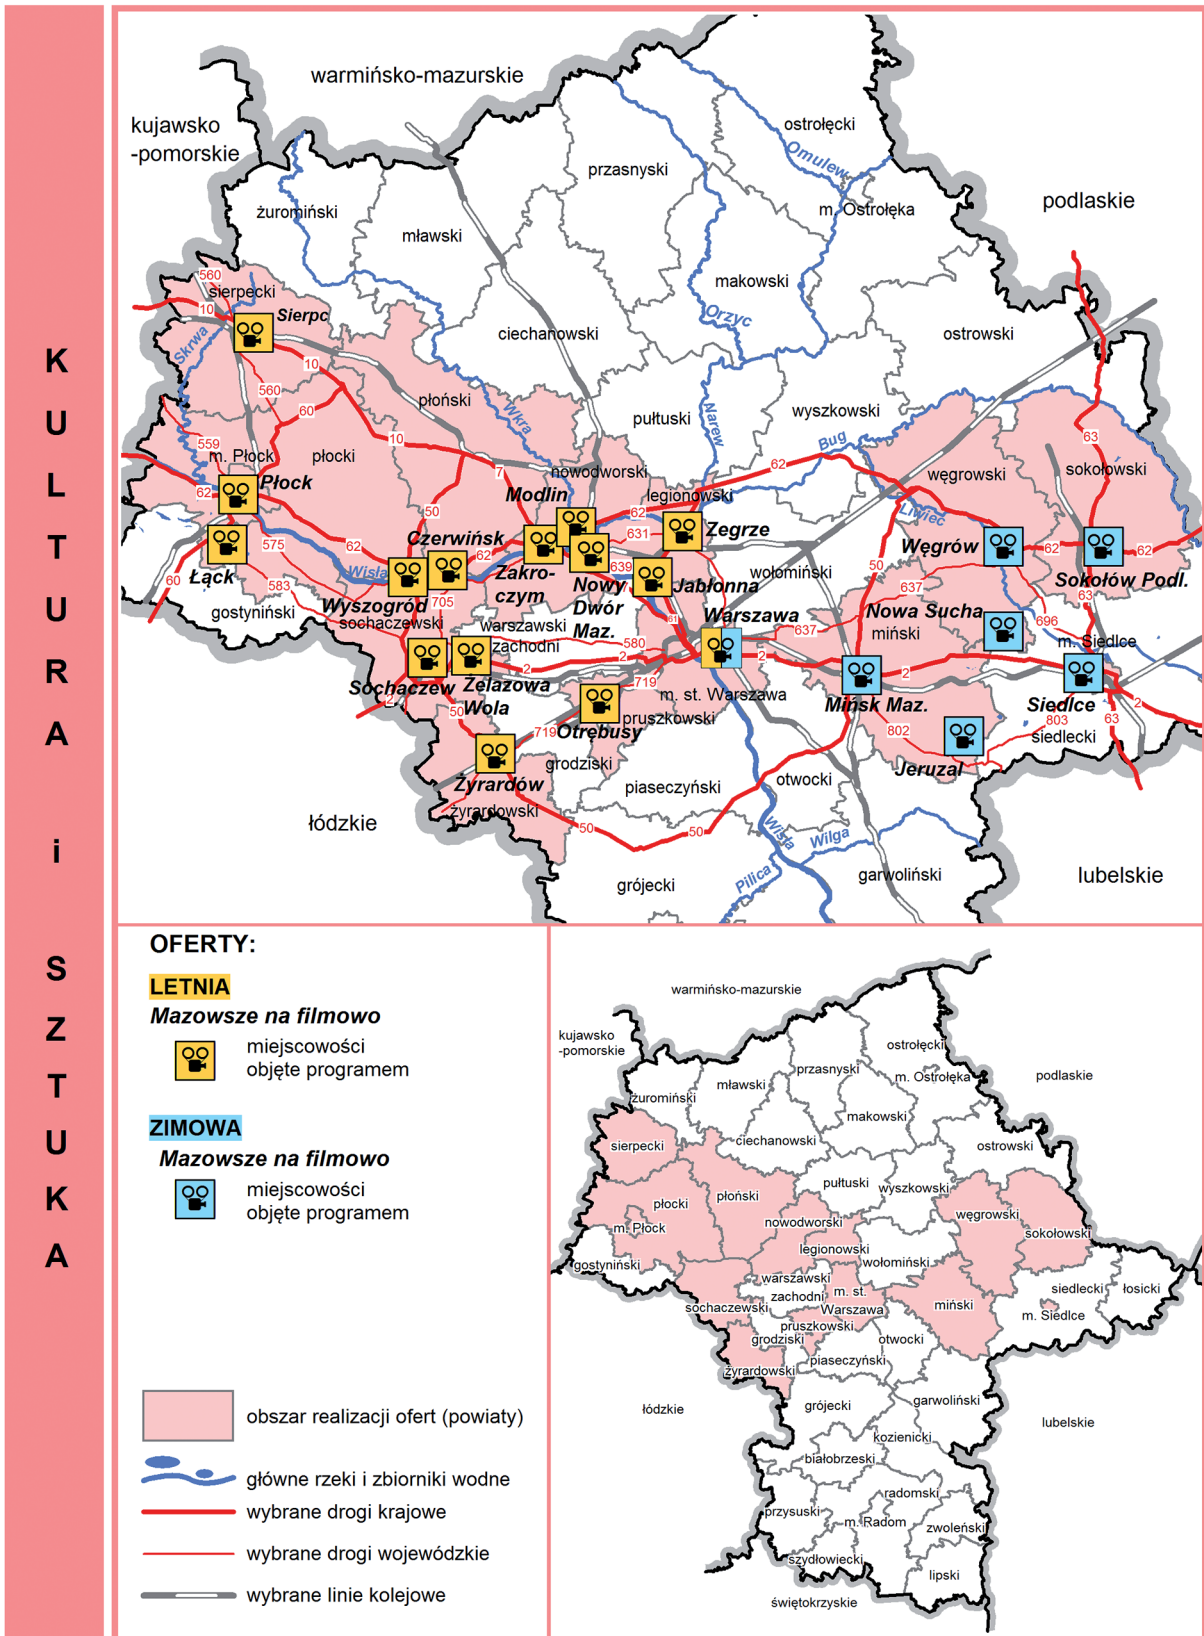 KULTURA i SZTUKA
warmińsko-mazurskie
kujawsko
-pomorskie
podlaskie
łódzkie
lubelskie
ostrołęcki
Omulew
przasnyski
m. Ostrołęka
żuromiński
mławski
makowski
Orzyc
ciechanowski
ostrowski
560
sierpecki
10
Sierpc
Skrwa
10
560
60
płoński
Wkra
pułtuski
Narew
wyszkowski
Bug
559
m. Płock
płocki
10
7
nowodworski
62
węgrowski
63
sokołowski
62
Płock
50
Modlin
legionowski
62
631
Zegrze
Liwiec
575
62
Czerwińsk
62
Węgrów
62
62
Łąck
60
583
Wisła
Zakro-
czym
Nowy
Dwór
Maz.
639
7
Jabłonna
wołomiński
50
637
Sokołów Podl.
63
gostyniński
Wyszogród
705
sochaczewski
61
Warszawa
637
Nowa Sucha
miński
696
warszawski
zachodni
580
m. Siedlce
2
2
2
2
Sochaczew
Żelazowa
Wola
719
m. st. Warszawa
Mińsk Maz.
Siedlce
2
2
50
719
Otrębusy
pruszkowski
802
803
63
siedlecki
Jeruzal
Żyrardów
grodziski
piaseczyński
otwocki
żyrardowski
50
50
Wisła
Wilga
Pilica
grójecki
garwoliński
OFERTY:
LETNIA
Mazowsze na filmowo
miejscowości
objęte programem
ZIMOWA
Mazowsze na filmowo
miejscowości
objęte programem
obszar realizacji ofert (powiaty)
główne rzeki i zbiorniki wodne
wybrane drogi krajowe
wybrane drogi wojewódzkie
wybrane linie kolejowe
warmińsko-mazurskie
kujawsko
-pomorskie
podlaskie
ostrołęcki
przasnyski
m. Ostrołęka
mławski
żuromiński
makowski
ciechanowski
ostrowski
sierpecki
pułtuski
wyszkowski
płocki
płoński
węgrowski
m. Płock
nowodworski
sokołowski
legionowski
gostyniński
wołomiński
warszawski
zachodni
m. st.
Warszawa
siedlecki
łosicki
sochaczewski
miński
m. Siedlce
pruszkowski
grodziski
otwocki
piaseczyński
żyrardowski
garwoliński
grójecki
łódzkie
lubelskie
kozienicki
białobrzeski
radomski
przysuski
m. Radom
zwoleński
szydłowiecki
lipski
świętokrzyskie